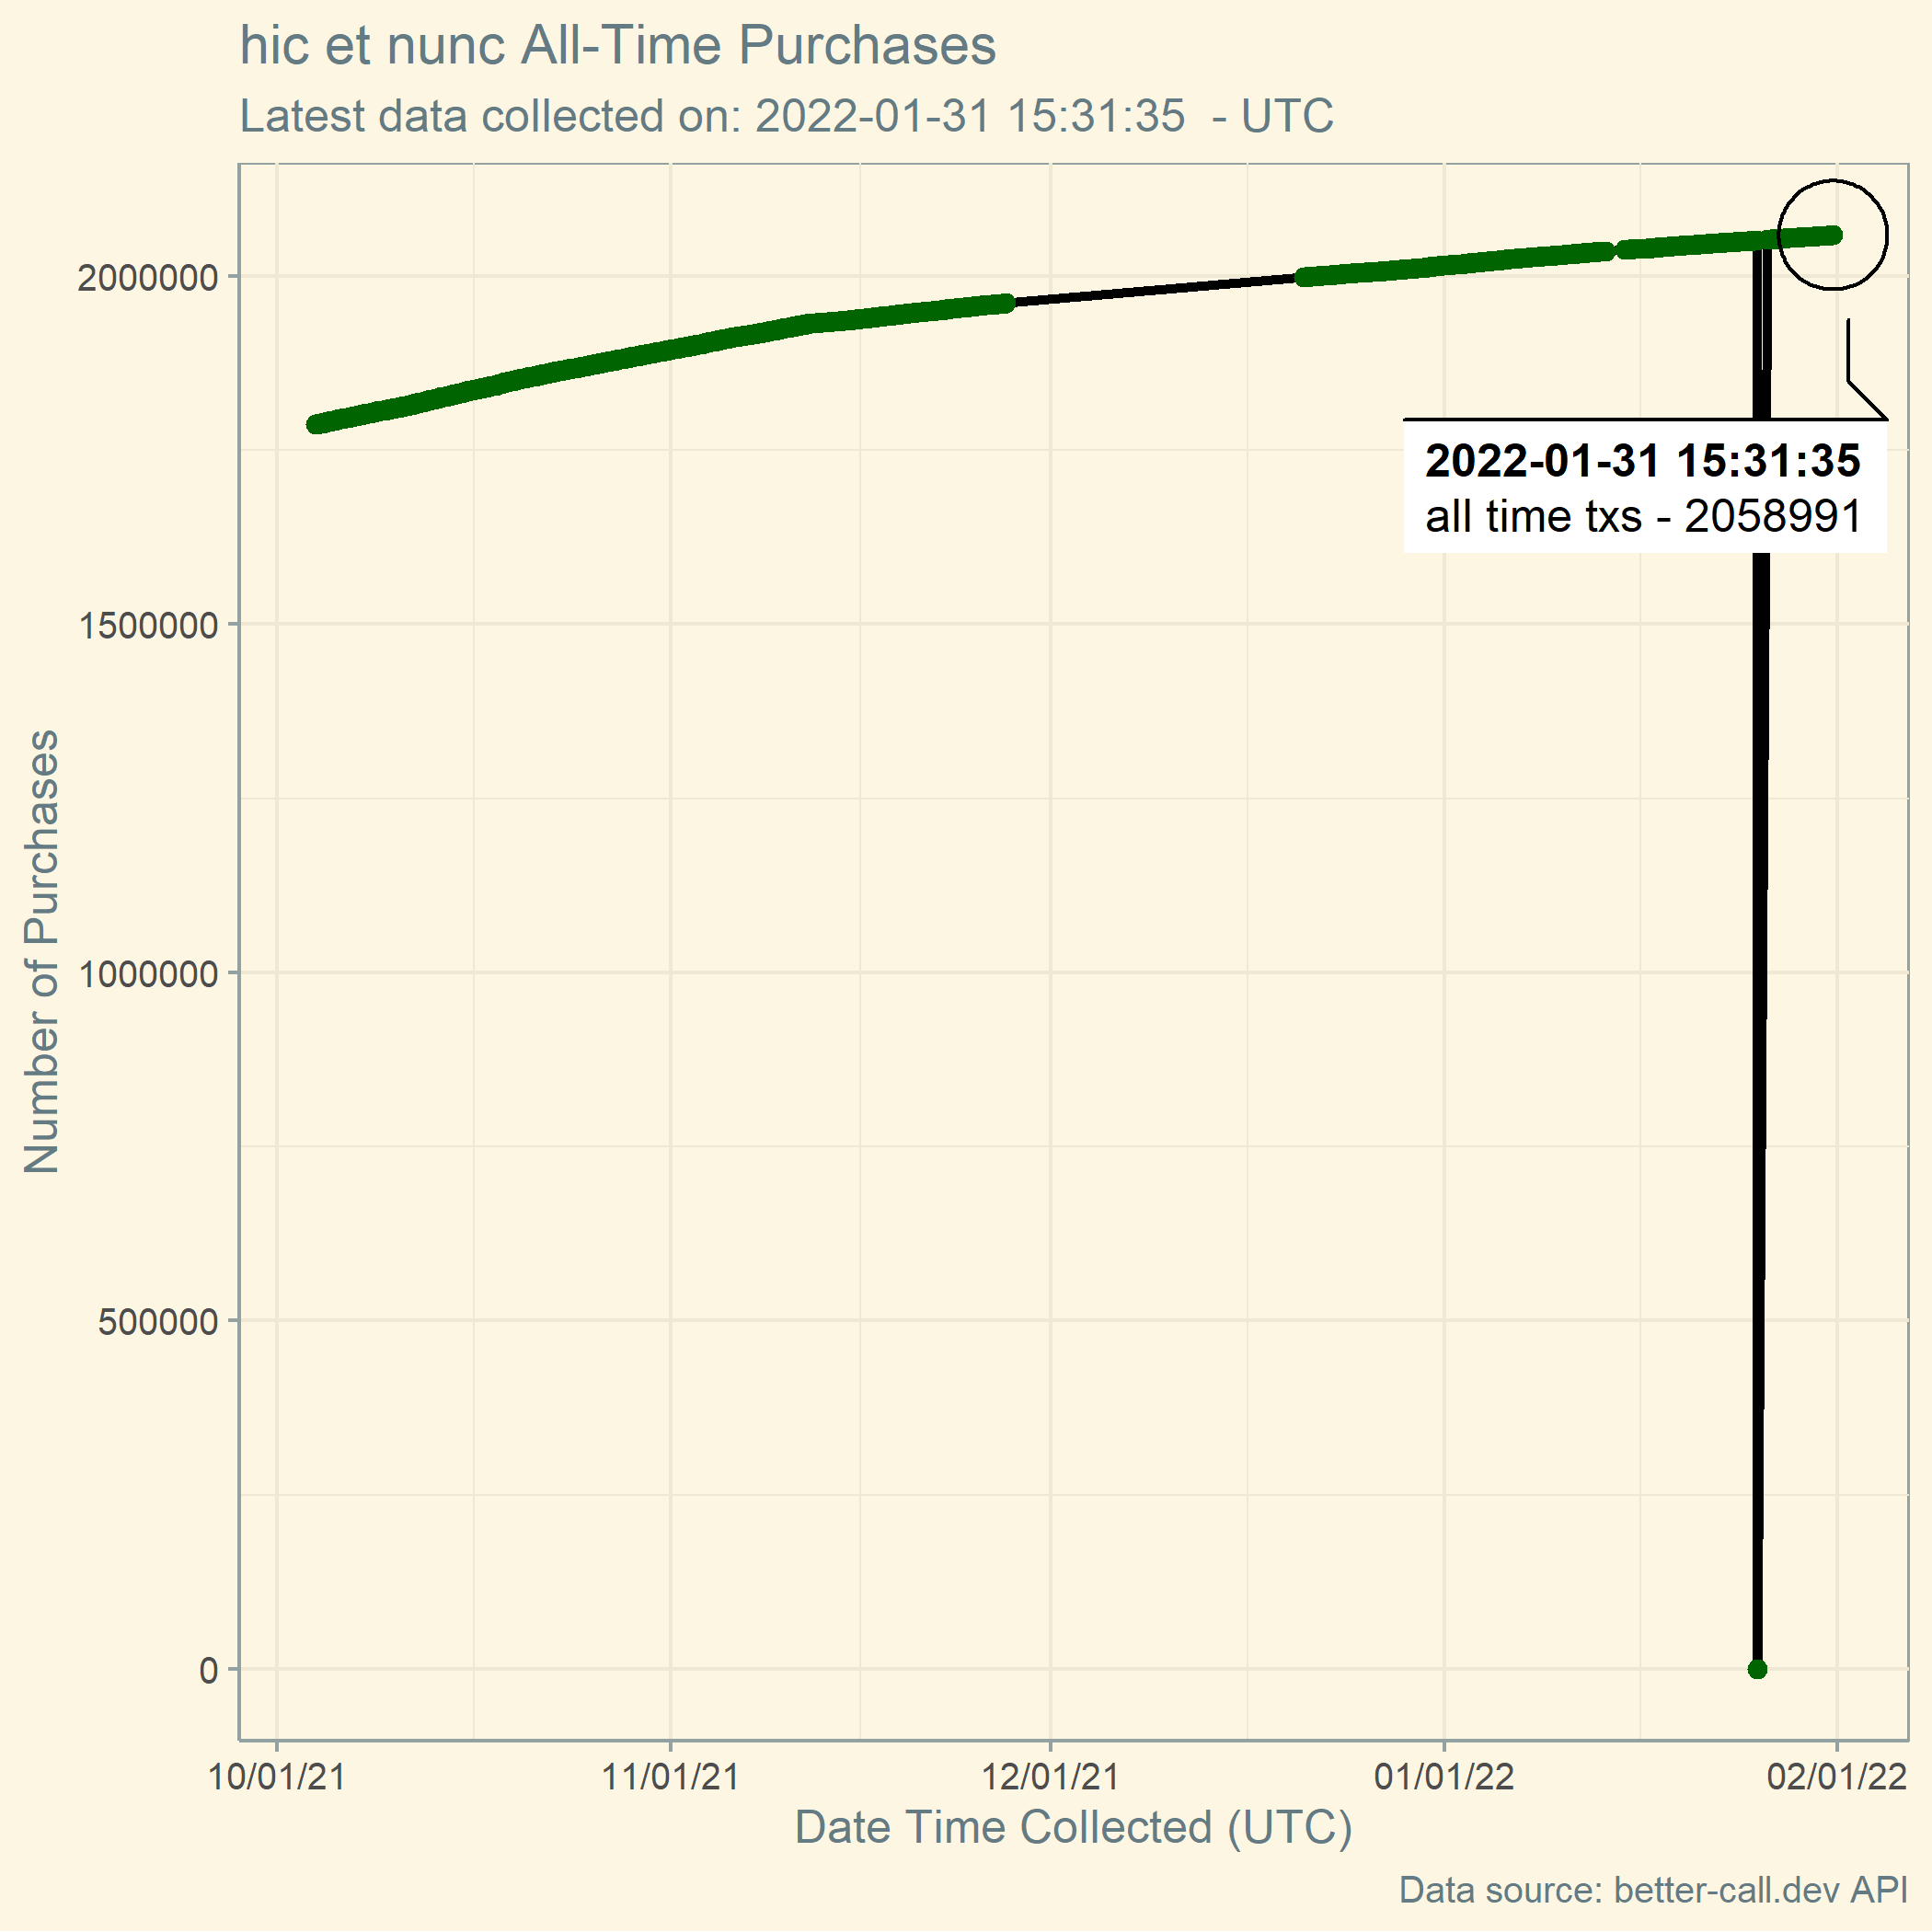 hic et nunc All-Time Purchases
Latest data collected on: 2022-01-31 15:31:35  - UTC
Number of Purchases
2000000
1500000
1000000
500000
0
2022-01-31 15:31:35
all time txs - 2058991
10/01/21
11/01/21
12/01/21
01/01/22
02/01/22
Date Time Collected (UTC)
Data source: better-call.dev API